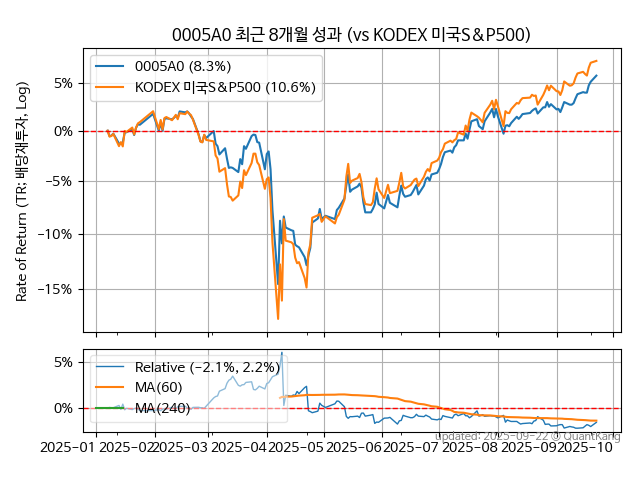 0005A0 최근 8개월 성과 (vs KODEX 미국S&P500)
0005A0 (8.3%)
KODEX 미국S&P500 (10.6%)
Rate of Return (TR: 배당재투자, Log)
5%
0%
−5%
−10%
−15%
Relative (−2.1%, 2.2%)
MA(60)
MA(240)
5%
0%
2025-01 2025-02 2025-03 2025-04 2025-05 2025-06 2025-07 2025-08 2025-09 2025-10
Updated: 2025-09-22 © QuantKang